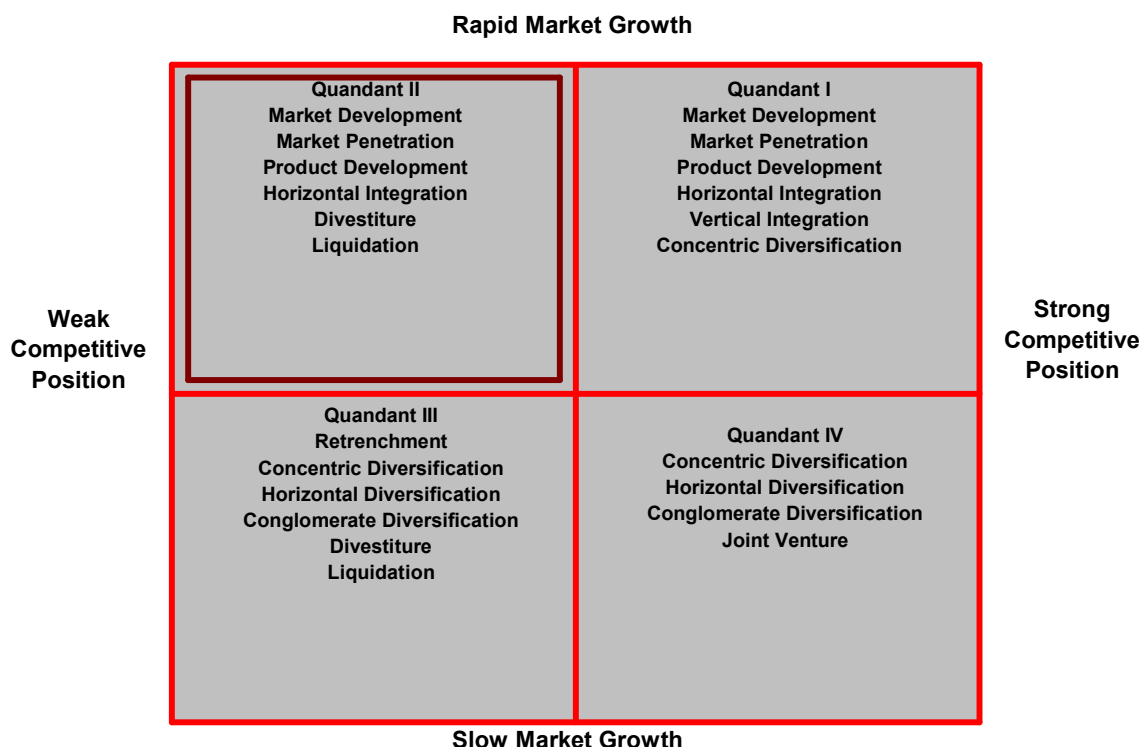 Rapid Market Growth
Quandant II
Market Development
Market Penetration
Product Development
Horizontal Integration
Divestiture
Liquidation
Quandant I
Market Development
Market Penetration
Product Development
Horizontal Integration
Vertical Integration
Concentric Diversification
Weak
Competitive
Position
Strong
Competitive
Position
Quandant III
Retrenchment
Concentric Diversification
Horizontal Diversification
Conglomerate Diversification
Divestiture
Liquidation
Quandant IV
Concentric Diversification
Horizontal Diversification
Conglomerate Diversification
Joint Venture
Slow Market Growth